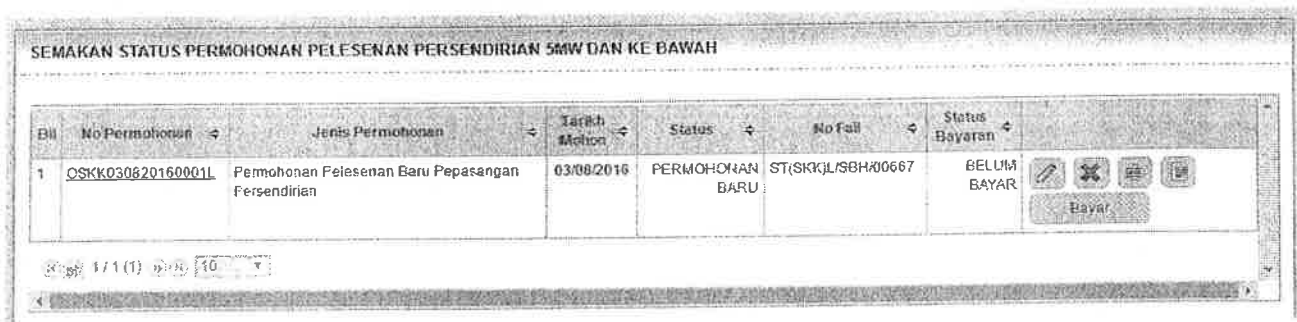 SEMAKAN STATUS PERMOHONAN PELESENAN PERSENDIRIAN 5MW DAN KE BAWAH
Bil No Permohonan Jenis Permohonan Tarikh Mohon Status No Fail Status Bayaran
1 OSKK030820160001L Permohonan Pelesenan Baru Pepasangan Persendirian 03/08/2016 PERMOHONAN BARU ST(SKK)L/SBH/00667 BELUM BAYAR
Bayar
1 / 1 (1) 10